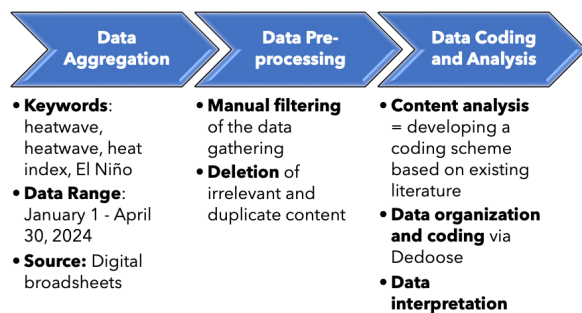 Data
Aggregation
• Keywords:
heatwave,
heatwave, heat
index, El Niño
• Data Range:
January 1 - April
30, 2024
• Source: Digital
broadsheets
Data Pre-
processing
• Manual filtering
of the data
gathering
• Deletion of
irrelevant and
duplicate content
Data Coding
and Analysis
• Content analysis
= developing a
coding scheme
based on existing
literature
• Data organization
and coding via
Dedoose
• Data
interpretation